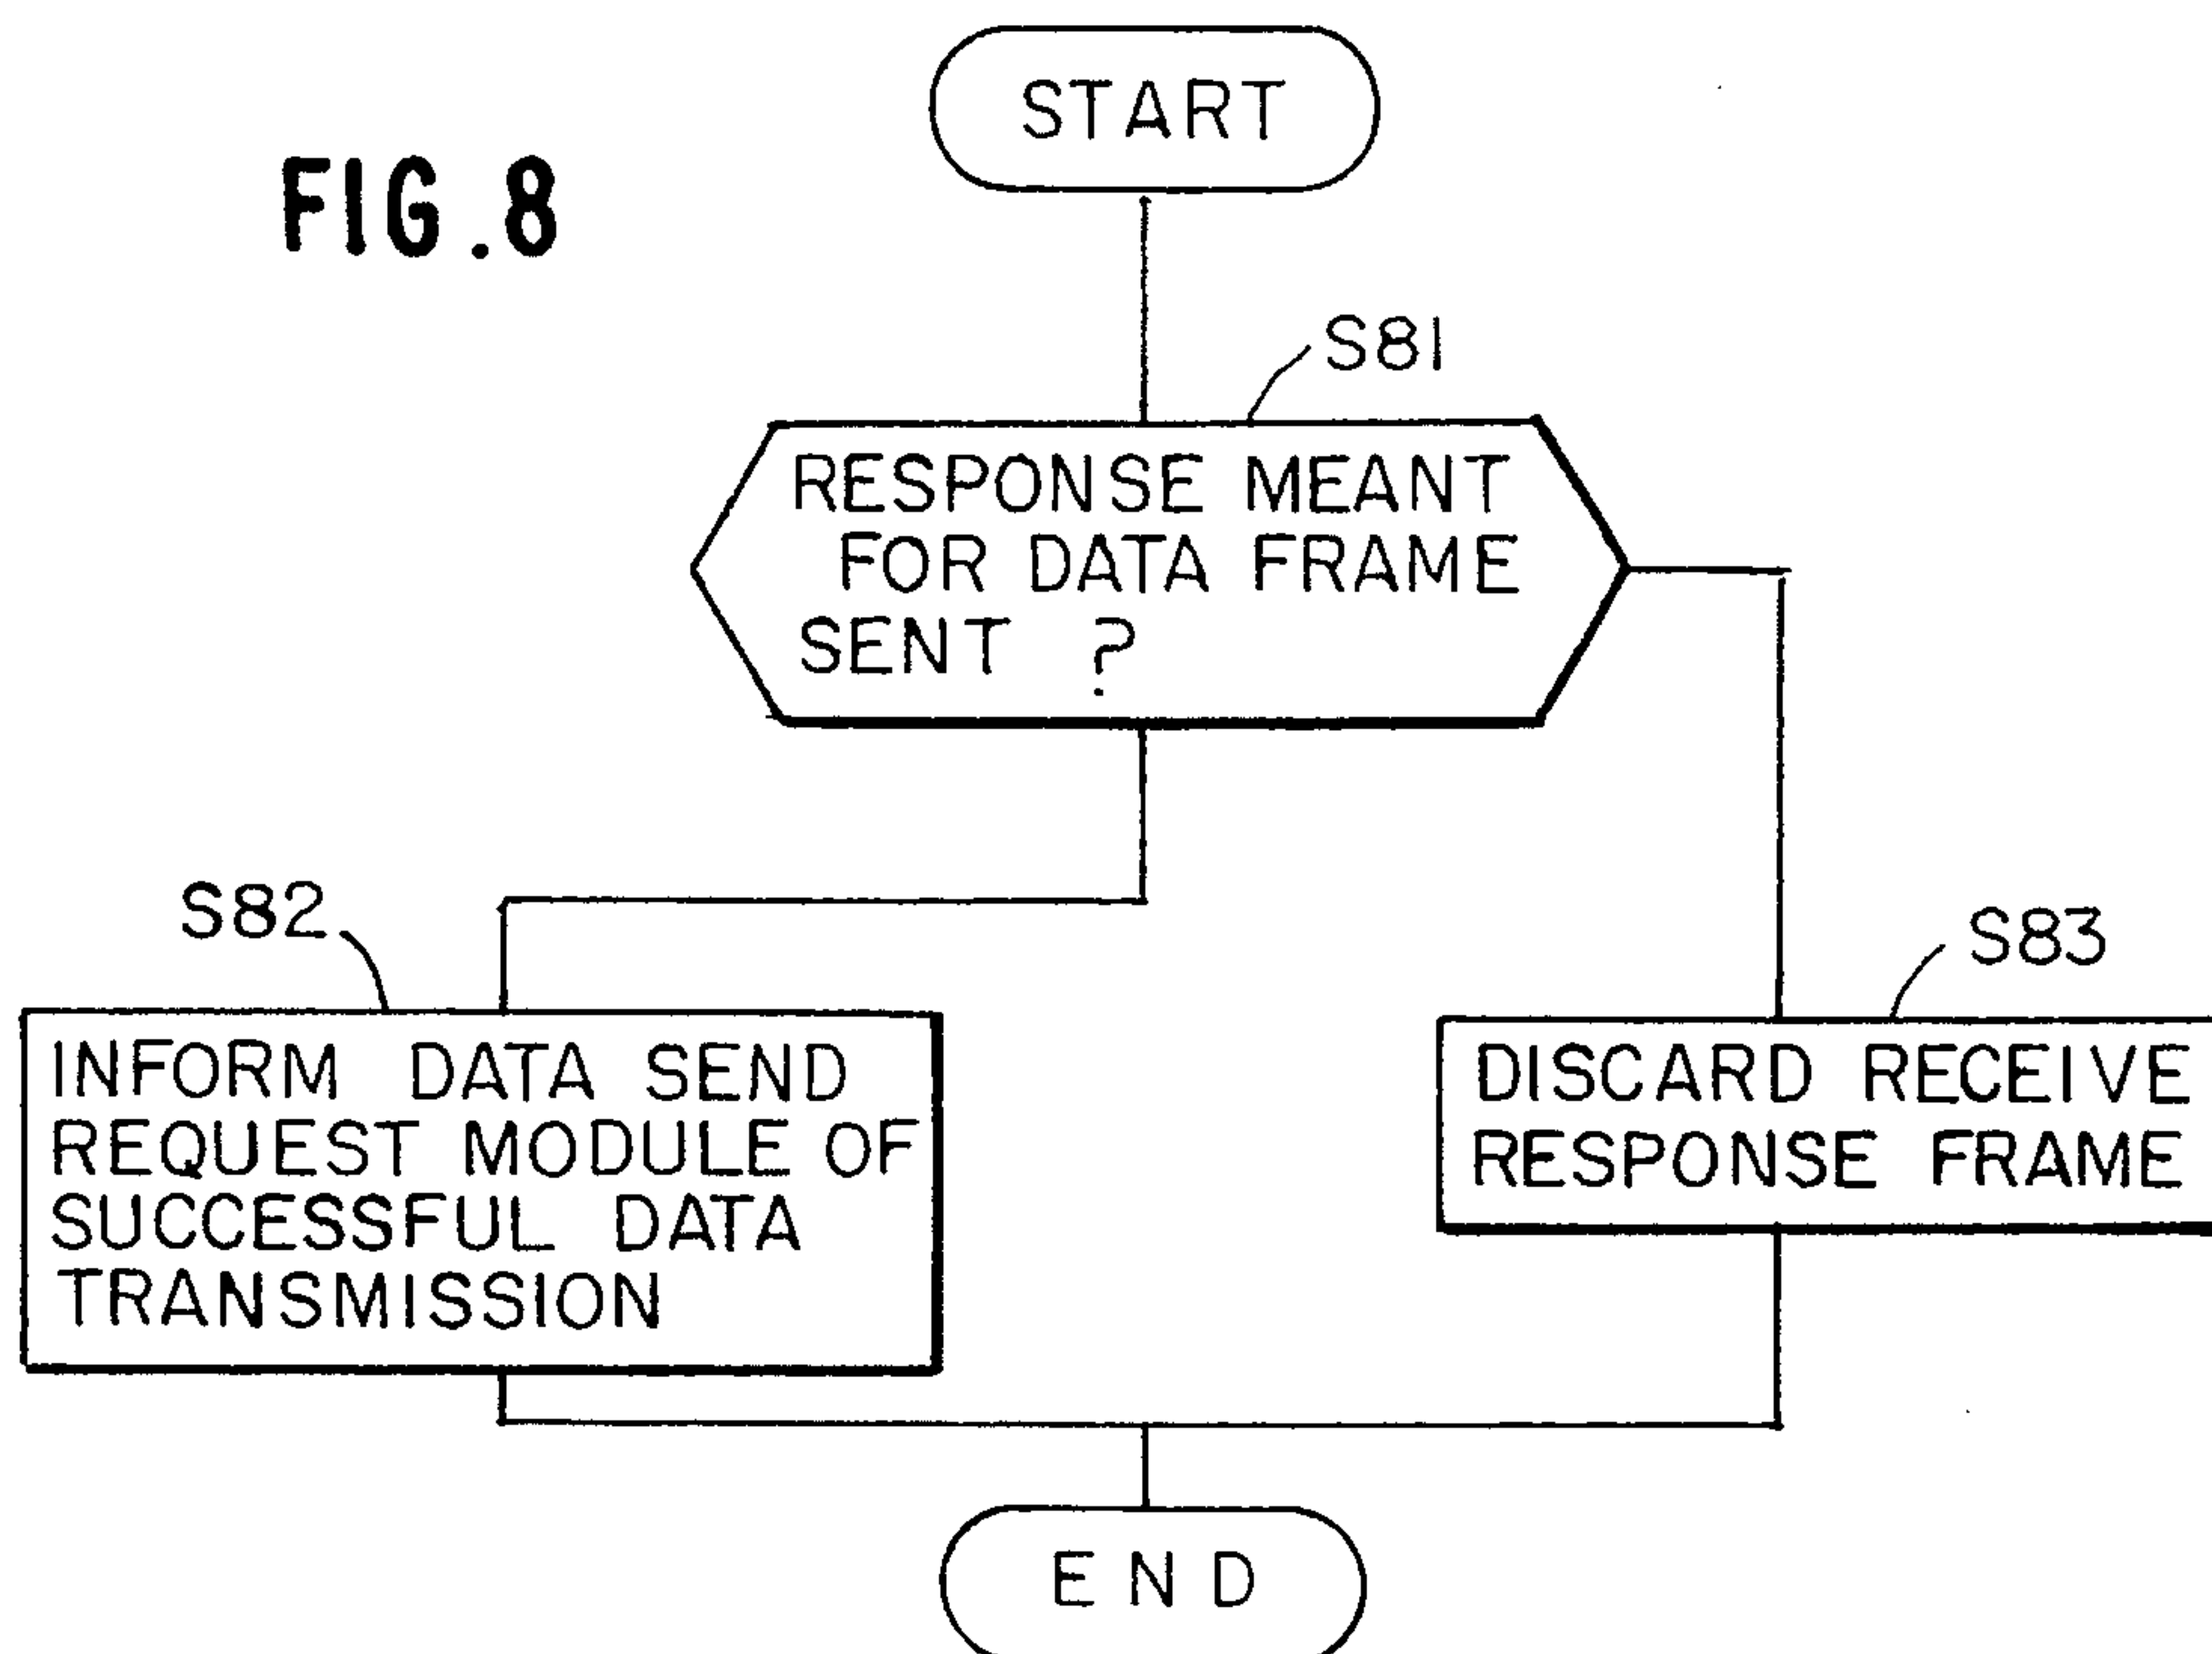 START
FIG.8
S81
RESPONSE MEANT
FOR DATA FRAME
SENT ?
S82
S83
INFORM DATA SEND
REQUEST MODULE OF
SUCCESSFUL DATA
TRANSMISSION
DISCARD RECEIVE
RESPONSE FRAME
END